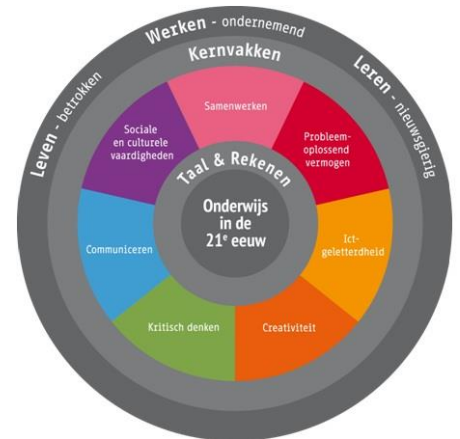 Werken - ondernemend
Leven - betrokken
Leren - nieuwsgierig
Kernvakken
Samenwerken
Probleem-
oplossend
vermogen
Ict-
geletterdheid
Creativiteit
Kritisch denken
Communiceren
Sociale
en culturele
vaardigheden
Taal & Rekenen
Onderwijs
in de
21e eeuw